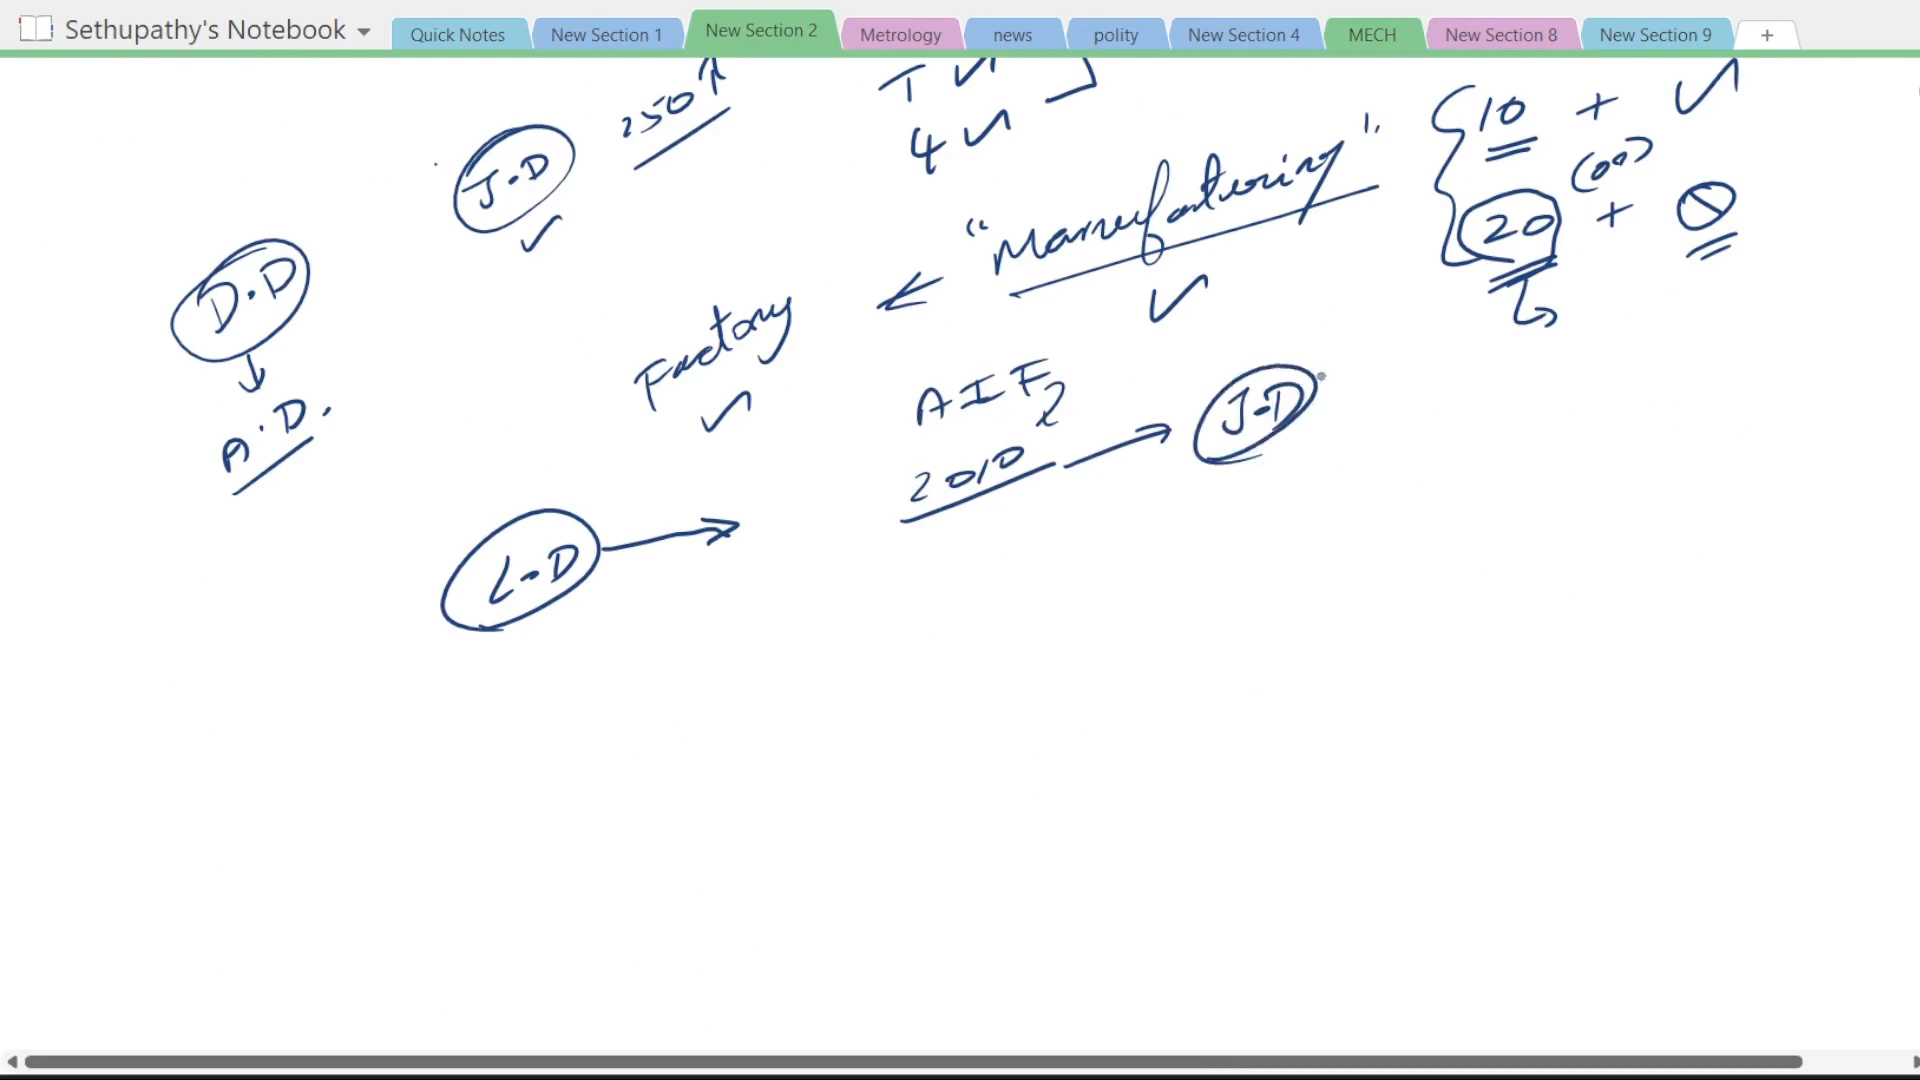 Sethupathy's Notebook
Quick Notes
New Section 1
New Section 2
Metrology
news
polity
New Section 4
MECH
New Section 8
New Section 9
+
250↑
T ✓
4 ✓
10 + ✓
(or)
20 + 
J.D
✓
"Manufacturing"
✓
D.D
↓
A.D.
←
Factory
✓
AIF
2010 → J.D
L.D →